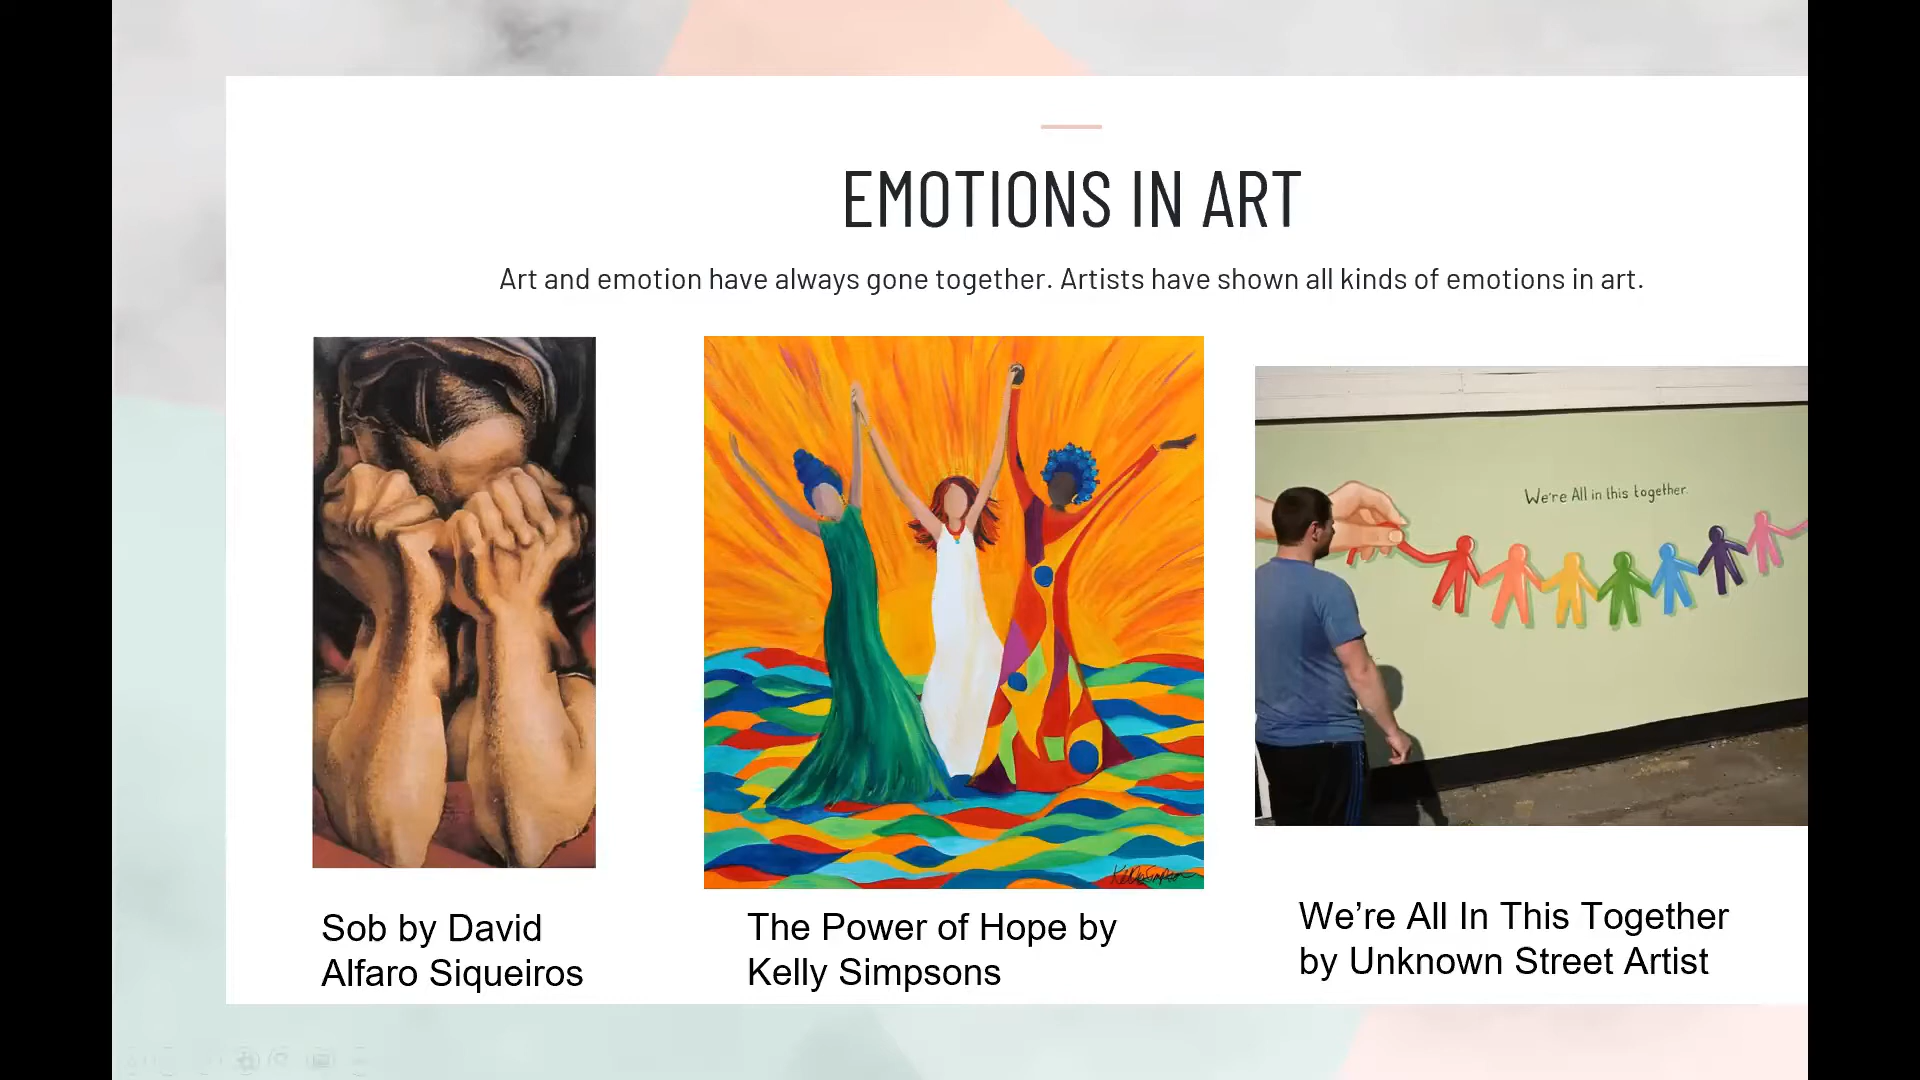 EMOTIONS IN ART
Art and emotion have always gone together. Artists have shown all kinds of emotions in art.
We're All in this together.
Sob by David
Alfaro Siqueiros
The Power of Hope by
Kelly Simpsons
We’re All In This Together
by Unknown Street Artist